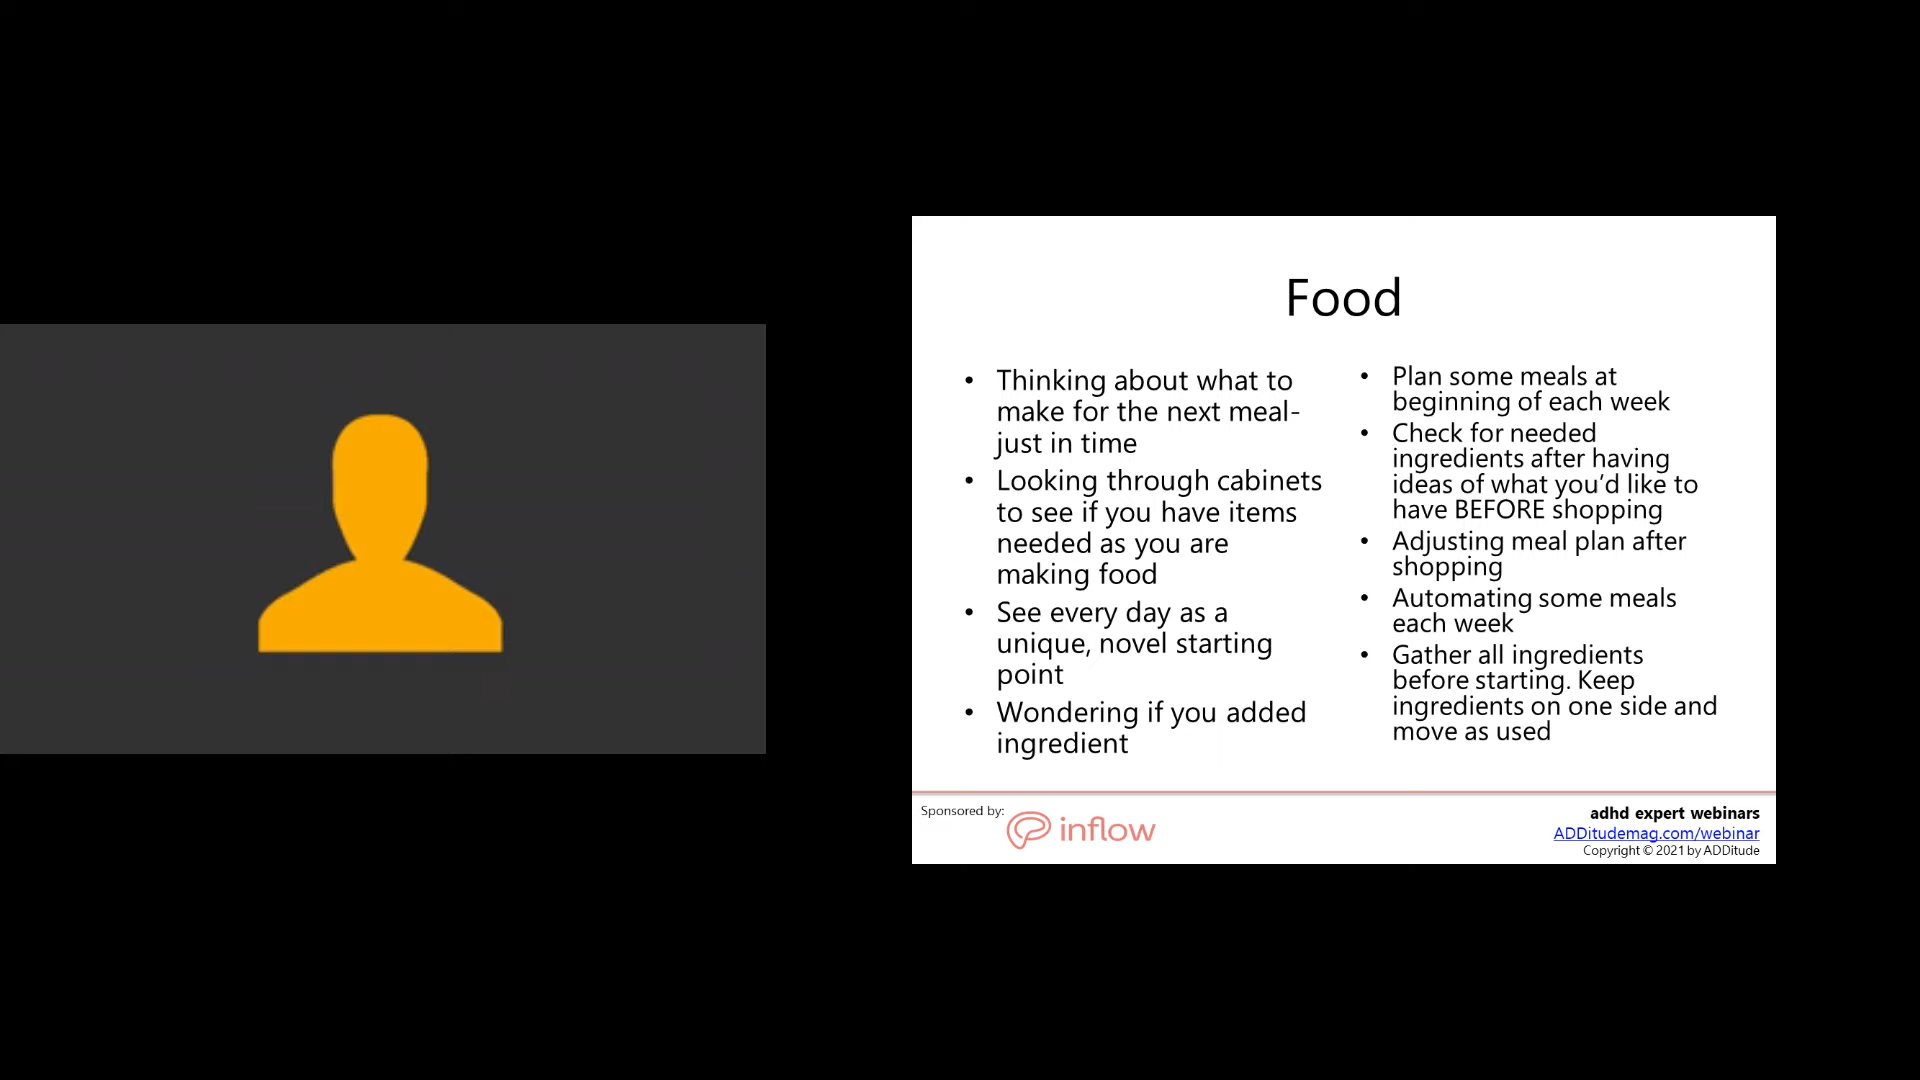 Food
• Thinking about what to
make for the next meal-
just in time
• Looking through cabinets
to see if you have items
needed as you are
making food
• See every day as a
unique, novel starting
point
• Wondering if you added
ingredient
• Plan some meals at
beginning of each week
• Check for needed
ingredients after having
ideas of what you’d like to
have BEFORE shopping
• Adjusting meal plan after
shopping
• Automating some meals
each week
• Gather all ingredients
before starting. Keep
ingredients on one side and
move as used
Sponsored by:
inflow
adhd expert webinars
ADDitudemag.com/webinar
Copyright © 2021 by ADDitude